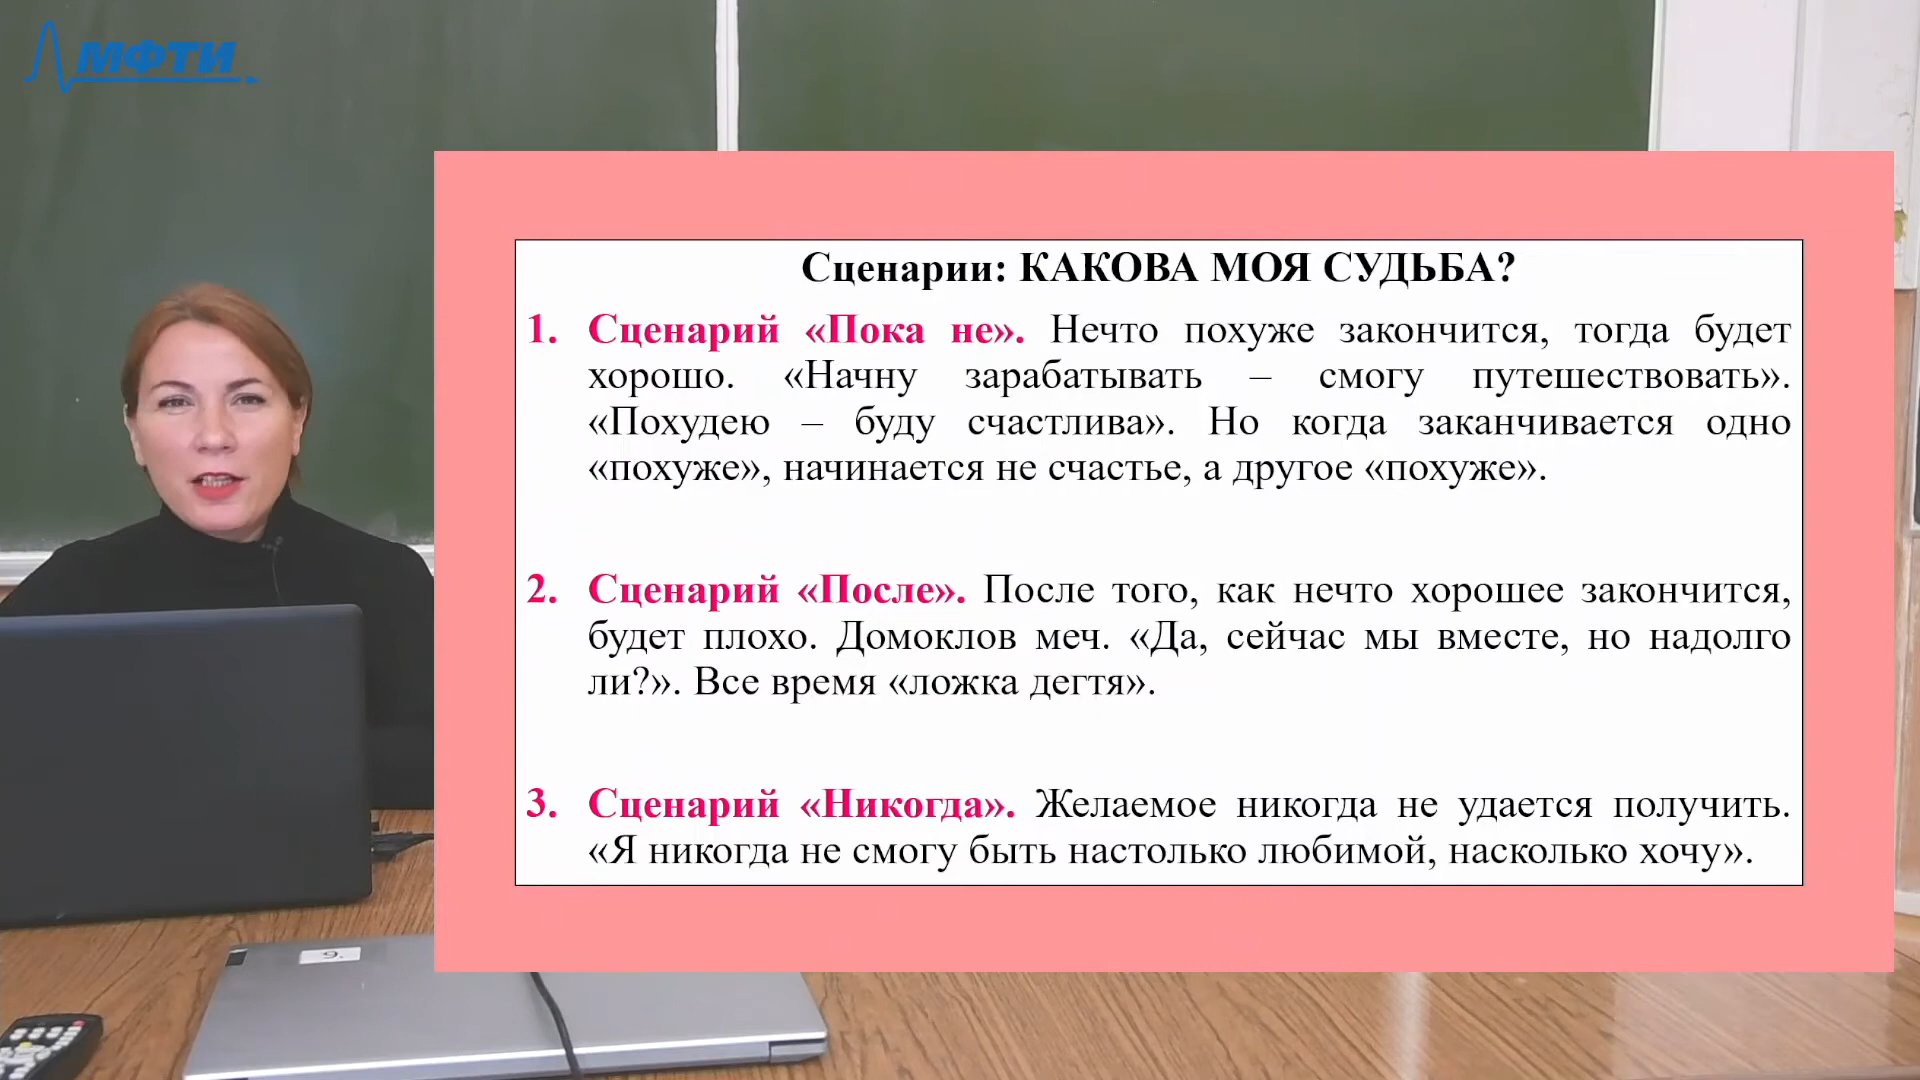 МФТИ
Сценарии: КАКОВА МОЯ СУДЬБА?
1. Сценарий «Пока не». Нечто похуже закончится, тогда будет
хорошо. «Начну зарабатывать – смогу путешествовать».
«Похудею – буду счастлива». Но когда заканчивается одно
«похуже», начинается не счастье, а другое «похуже».
2. Сценарий «После». После того, как нечто хорошее закончится,
будет плохо. Домоклов меч. «Да, сейчас мы вместе, но надолго
ли?». Все время «ложка дегтя».
3. Сценарий «Никогда». Желаемое никогда не удается получить.
«Я никогда не смогу быть настолько любимой, насколько хочу».
9.